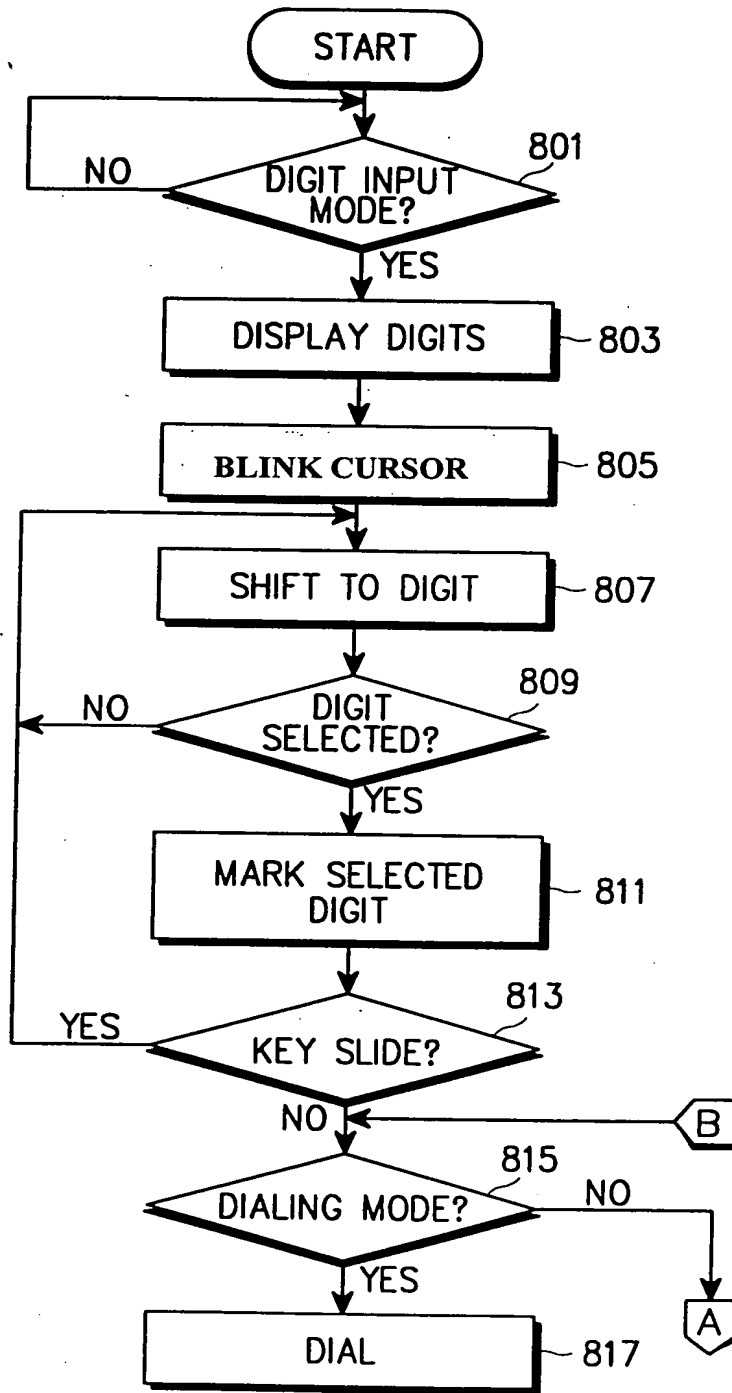 START
801
NO
DIGIT INPUT
MODE?
YES
DISPLAY DIGITS
803
BLINK CURSOR
805
SHIFT TO DIGIT
807
809
NO
DIGIT
SELECTED?
YES
MARK SELECTED
DIGIT
811
813
YES
KEY SLIDE?
NO
B
815
DIALING MODE?
NO
YES
A
DIAL
817